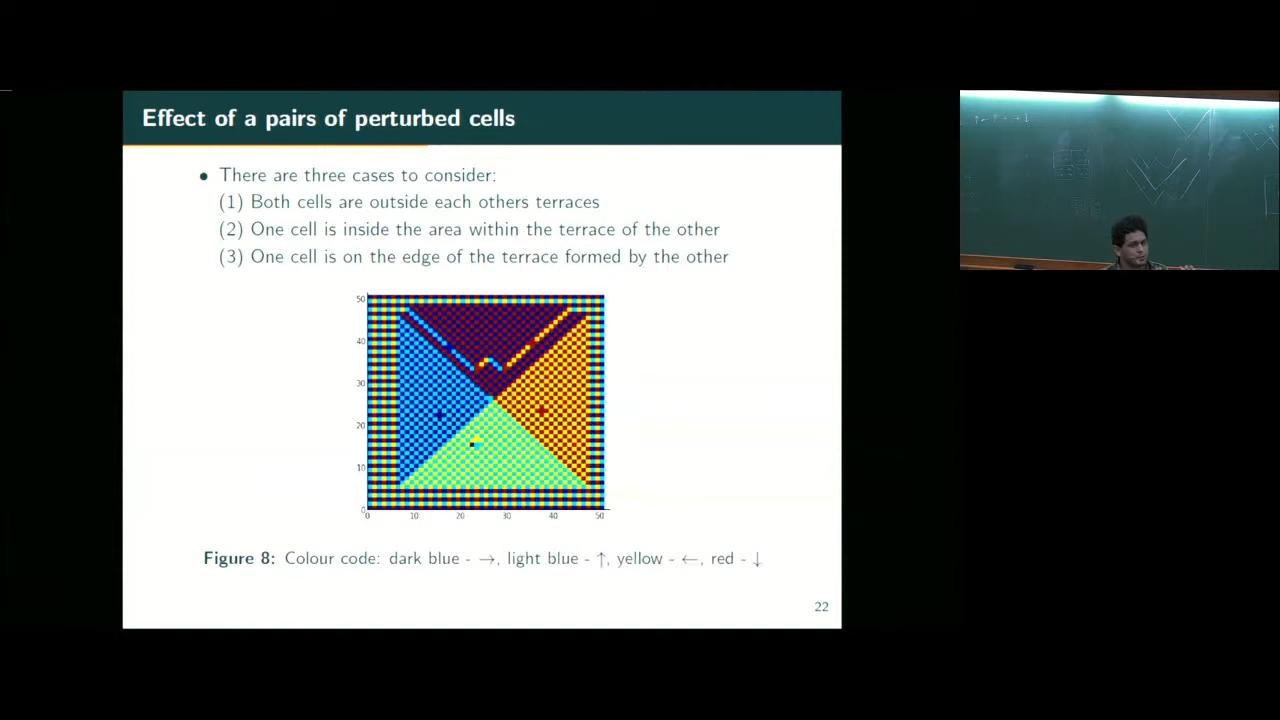 Effect of a pairs of perturbed cells
• There are three cases to consider:
(1) Both cells are outside each others terraces
(2) One cell is inside the area within the terrace of the other
(3) One cell is on the edge of the terrace formed by the other
50
40
30
20
10
0
0 10 20 30 40 50
Figure 8: Colour code: dark blue - →, light blue - ↑, yellow - ←, red - ↓
22